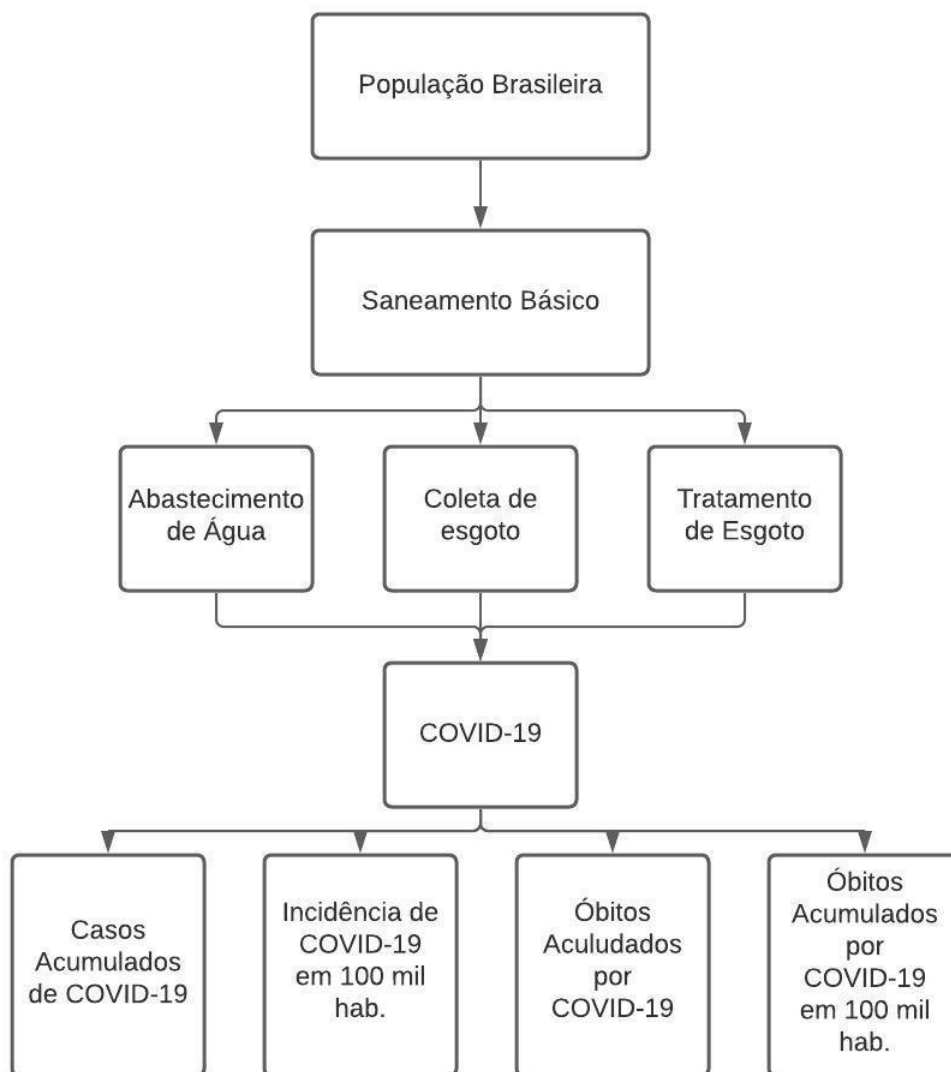 População Brasileira
Saneamento Básico
Abastecimento
de Água
Coleta de
esgoto
Tratamento
de Esgoto
COVID-19
Casos
Acumulados
de COVID-19
Incidência de
COVID-19
em 100 mil
hab.
Óbitos
Aculudados
por
COVID-19
Óbitos
Acumulados
por
COVID-19
em 100 mil
hab.